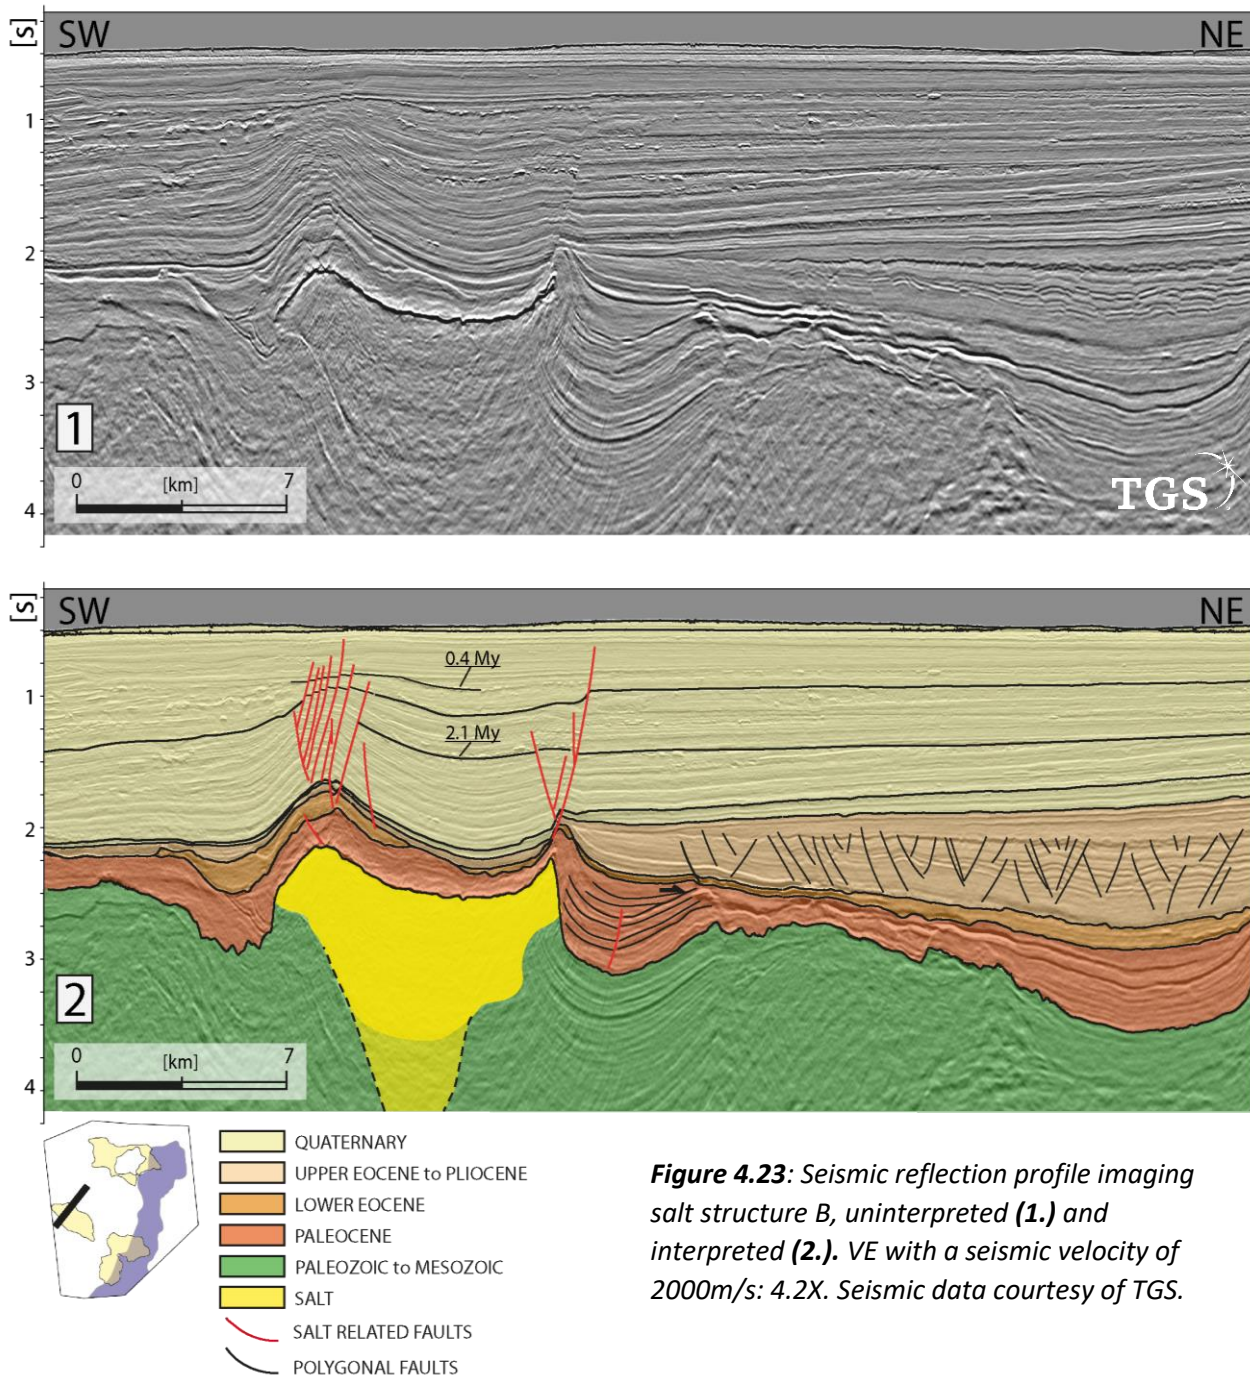 [s]
SW
NE
1
2
3
4
1
0
[km]
7
TGS
[s]
SW
NE
0.4 My
2.1 My
1
2
3
4
2
0
[km]
7
QUATERNARY
UPPER EOCENE to PLIOCENE
LOWER EOCENE
PALEOCENE
PALEOZOIC to MESOZOIC
SALT
SALT RELATED FAULTS
POLYGONAL FAULTS
Figure 4.23: Seismic reflection profile imaging
salt structure B, uninterpreted (1.) and
interpreted (2.). VE with a seismic velocity of
2000m/s: 4.2X. Seismic data courtesy of TGS.